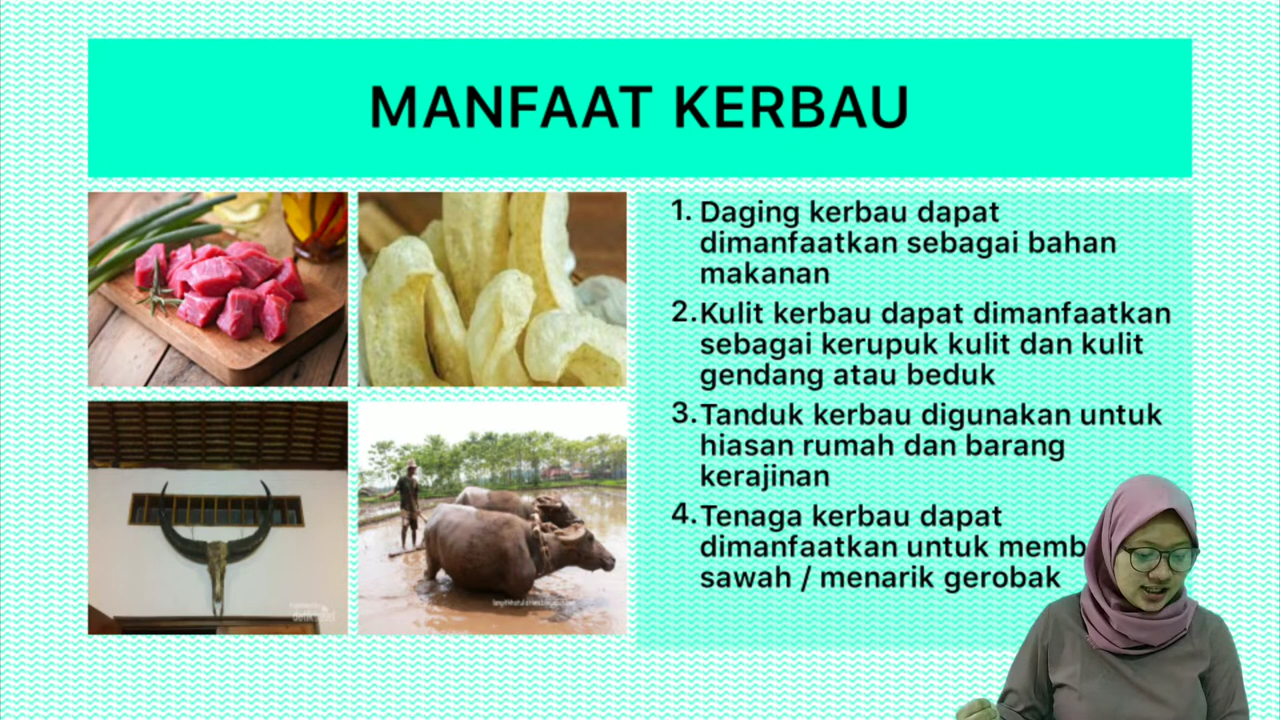 MANFAAT KERBAU
1. Daging kerbau dapat
dimanfaatkan sebagai bahan
makanan
2. Kulit kerbau dapat dimanfaatkan
sebagai kerupuk kulit dan kulit
gendang atau beduk
3. Tanduk kerbau digunakan untuk
hiasan rumah dan barang
kerajinan
4. Tenaga kerbau dapat
dimanfaatkan untuk memb
sawah / menarik gerobak